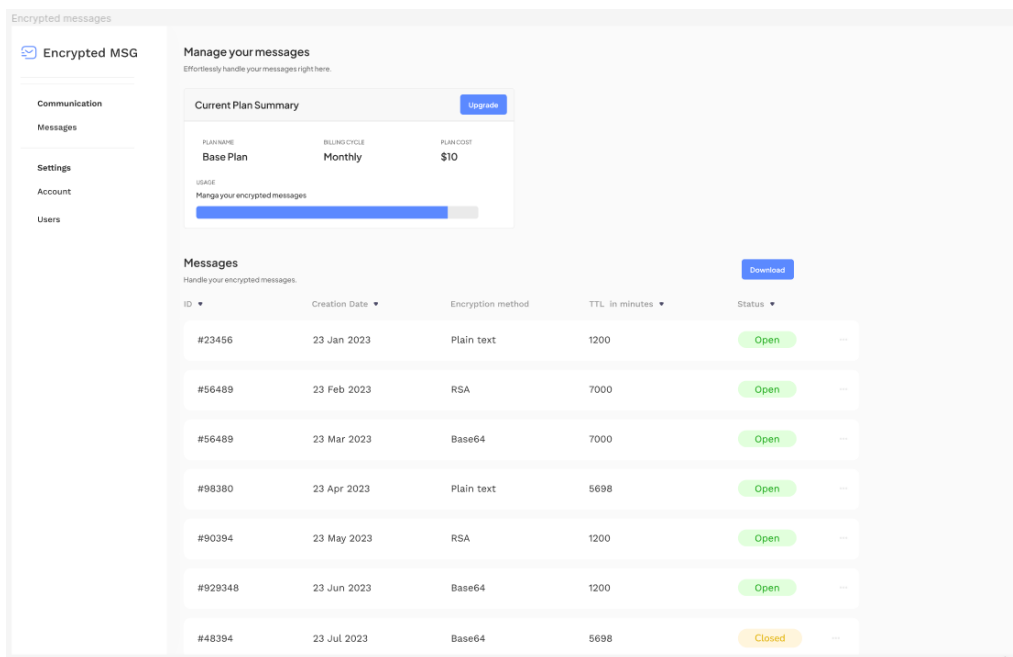 Encrypted messages
Encrypted MSG
Communication
Messages
Settings
Account
Users
Manage your messages
Effortlessly handle your messages right here.
Current Plan Summary
Upgrade
PLAN NAME BILLING CYCLE PLAN COST
Base Plan Monthly $10
USAGE
Manga your encrypted messages
Messages
Handle your encrypted messages.
Download
ID ▼ Creation Date ▼ Encryption method TTL in minutes ▼ Status ▼
#23456 23 Jan 2023 Plain text 1200 Open ...
#56489 23 Feb 2023 RSA 7000 Open ...
#56489 23 Mar 2023 Base64 7000 Open ...
#98380 23 Apr 2023 Plain text 5698 Open ...
#90394 23 May 2023 RSA 1200 Open ...
#929348 23 Jun 2023 Base64 1200 Open ...
#48394 23 Jul 2023 Base64 5698 Closed ...